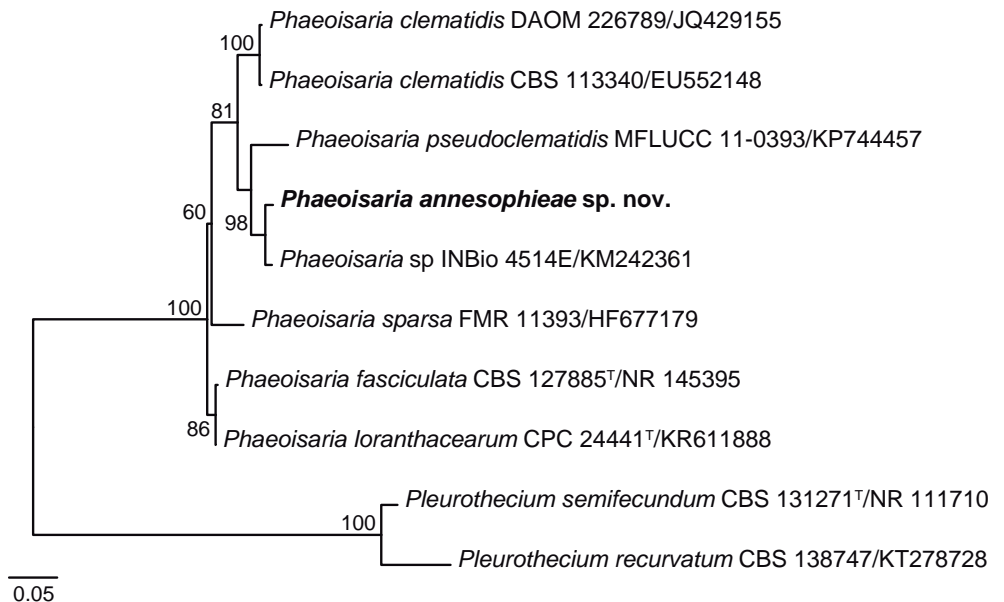 Phaeoisaria clematidis DAOM 226789/JQ429155
100
Phaeoisaria clematidis CBS 113340/EU552148
81
Phaeoisaria pseudoclematidis MFLUCC 11-0393/KP744457
Phaeoisaria annesophieae sp. nov.
60
98
Phaeoisaria sp INBio 4514E/KM242361
100
Phaeoisaria sparsa FMR 11393/HF677179
Phaeoisaria fasciculata CBS 127885ᵀ/NR 145395
86
Phaeoisaria loranthacearum CPC 24441ᵀ/KR611888
Pleurothecium semifecundum CBS 131271ᵀ/NR 111710
100
Pleurothecium recurvatum CBS 138747/KT278728
0.05